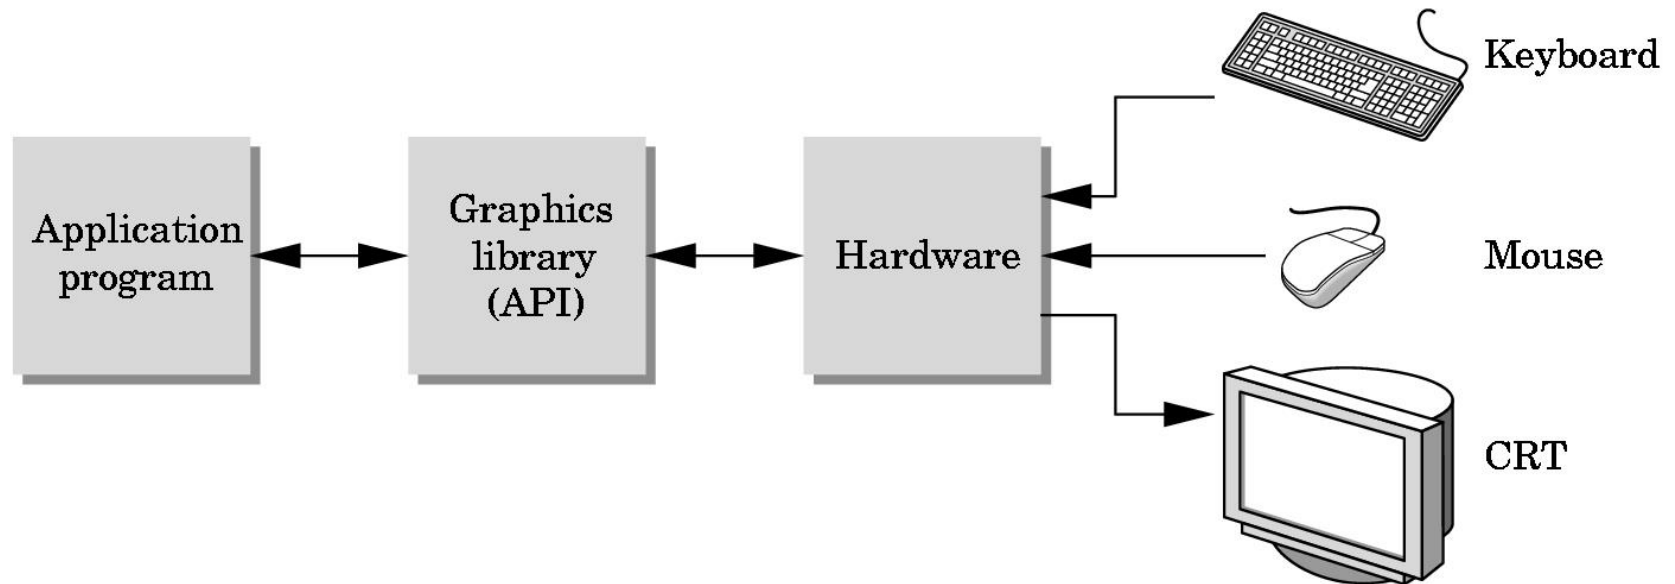 Application
program
Graphics
library
(API)
Hardware
Keyboard
Mouse
CRT